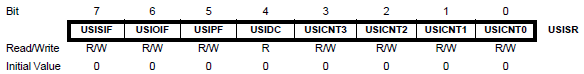 Bit 7 6 5 4 3 2 1 0
USISIF USIOIF USIPF USIDC USICNT3 USICNT2 USICNT1 USICNT0 USISR
Read/Write R/W R/W R/W R R/W R/W R/W R/W
Initial Value 0 0 0 0 0 0 0 0